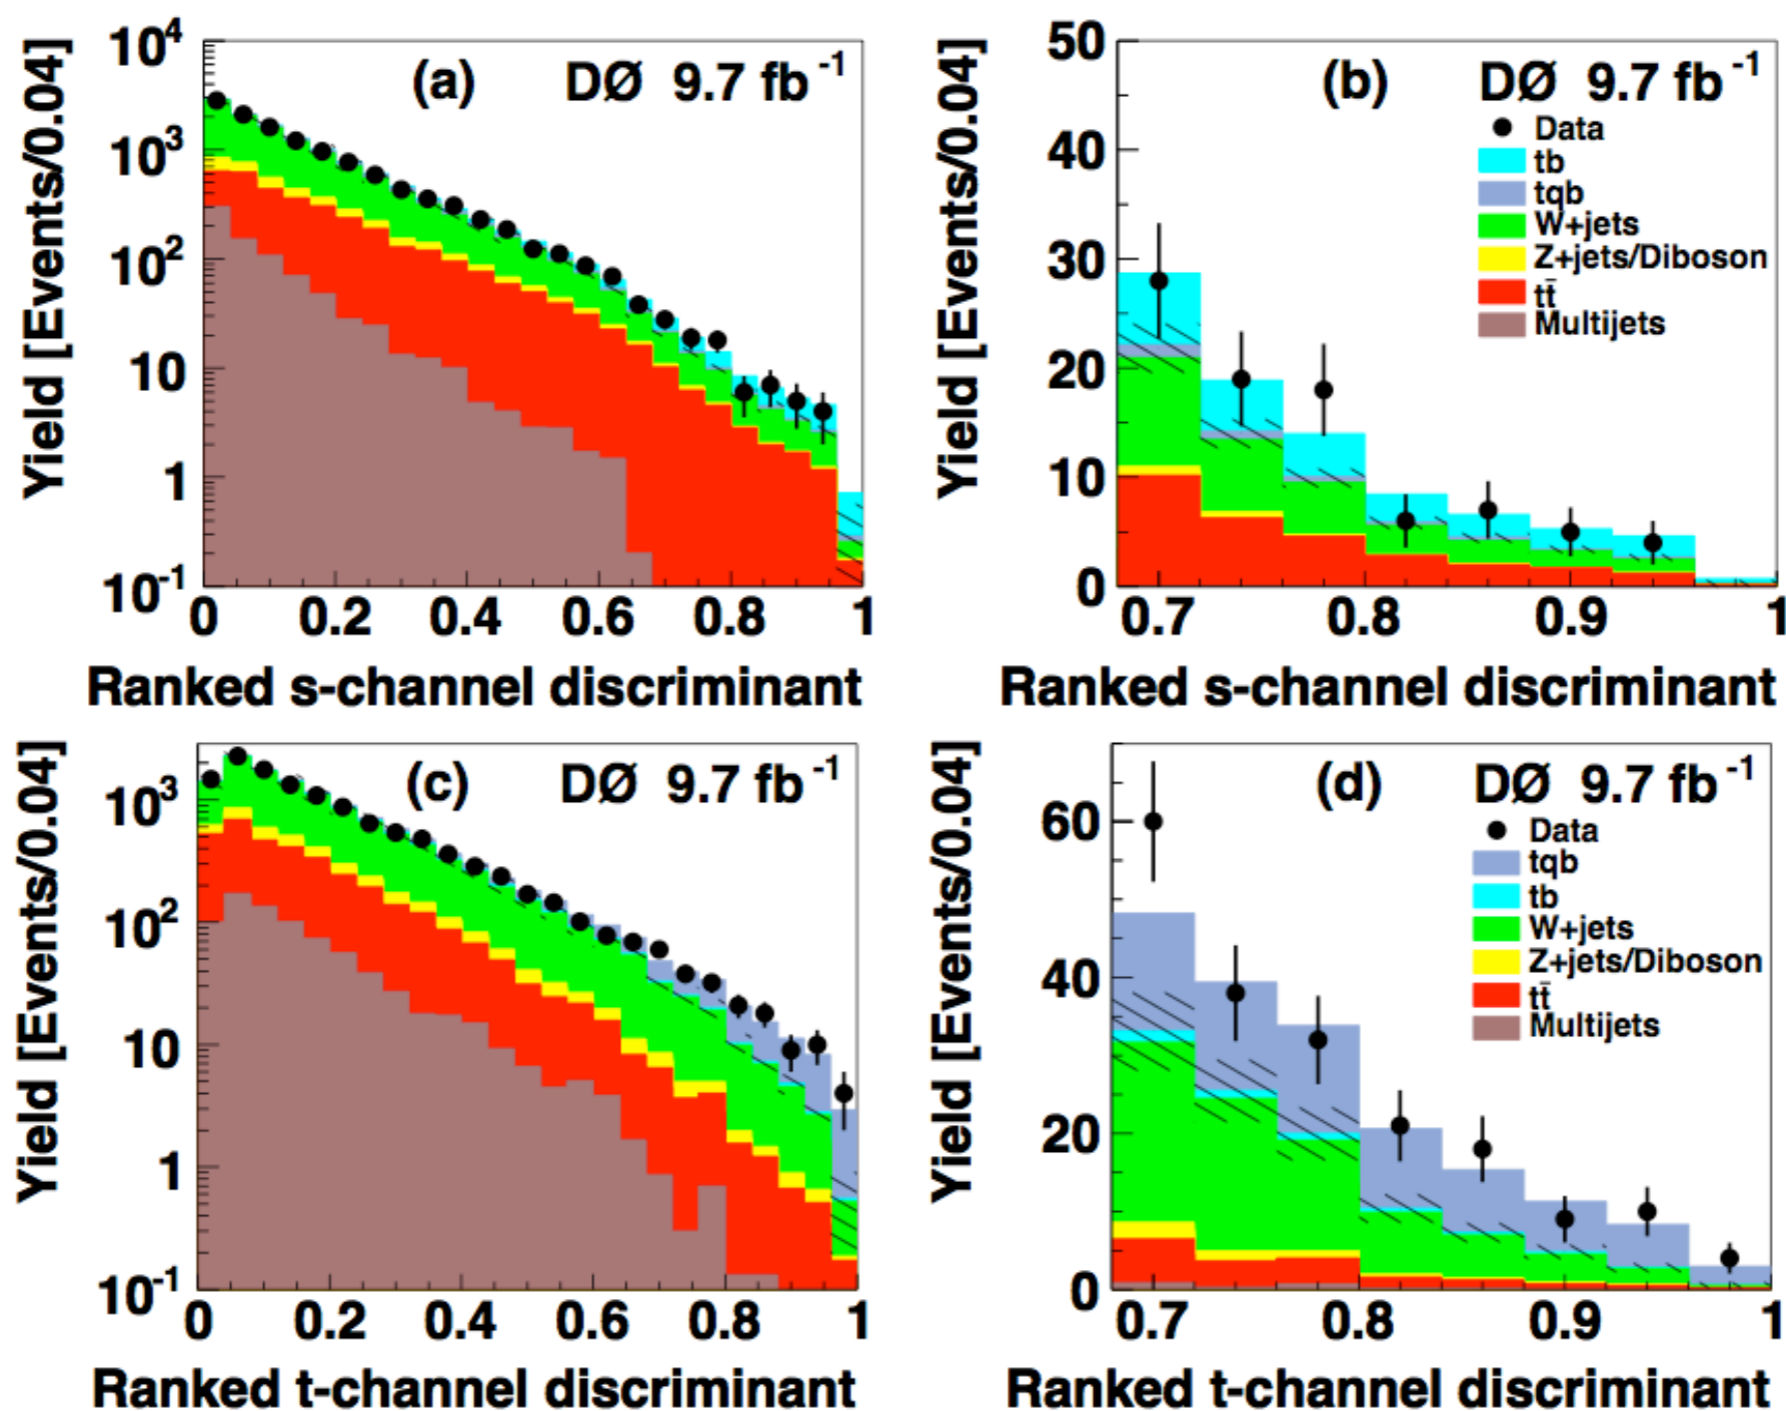 (a) DØ 9.7 fb⁻¹
Yield [Events/0.04]
10⁴
10³
10²
10
1
10⁻¹
0 0.2 0.4 0.6 0.8 1
Ranked s-channel discriminant
(b) DØ 9.7 fb⁻¹
Data
tb
tqb
W+jets
Z+jets/Diboson
tt̄
Multijets
Yield [Events/0.04]
50
40
30
20
10
0
0.7 0.8 0.9 1
Ranked s-channel discriminant
(c) DØ 9.7 fb⁻¹
Yield [Events/0.04]
10³
10²
10
1
10⁻¹
0 0.2 0.4 0.6 0.8 1
Ranked t-channel discriminant
(d) DØ 9.7 fb⁻¹
Data
tqb
tb
W+jets
Z+jets/Diboson
tt̄
Multijets
Yield [Events/0.04]
60
40
20
0
0.7 0.8 0.9 1
Ranked t-channel discriminant